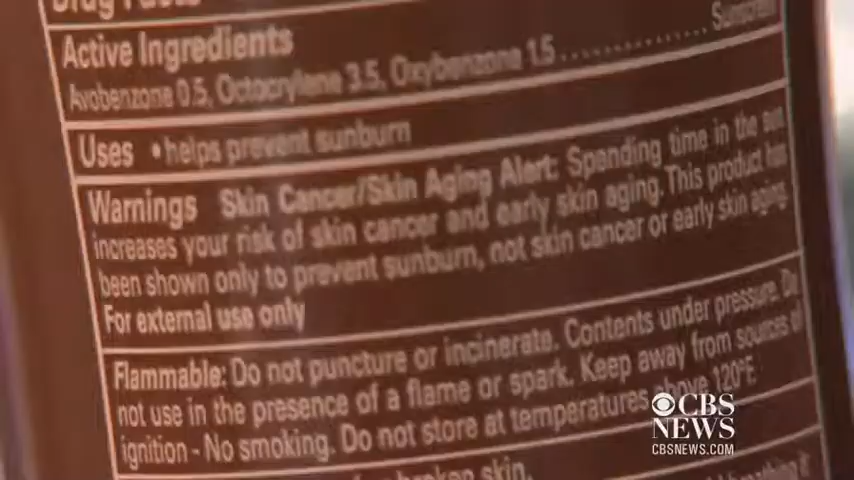 Drug Facts
Active Ingredients
Avobenzone 0.5, Octocrylene 3.5, Oxybenzone 1.5 .............. Sunscreen
Uses • helps prevent sunburn
Warnings Skin Cancer/Skin Aging Alert: Spending time in the sun
increases your risk of skin cancer and early skin aging. This product has
been shown only to prevent sunburn, not skin cancer or early skin aging.
For external use only
Flammable: Do not puncture or incinerate. Contents under pressure. Do
not use in the presence of a flame or spark. Keep away from sources of
ignition - No smoking. Do not store at temperatures above 120°F.
broken skin.
CBS
NEWS
CBSNEWS.COM